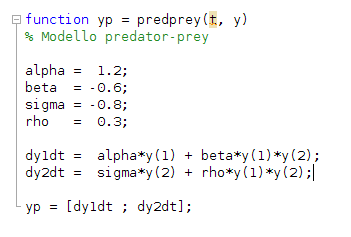 function yp = predprey(t, y)
% Modello predator-prey
alpha =  1.2;
beta  = -0.6;
sigma = -0.8;
rho   =  0.3;
dy1dt =  alpha*y(1) + beta*y(1)*y(2);
dy2dt =  sigma*y(2) + rho*y(1)*y(2);
yp = [dy1dt ; dy2dt];